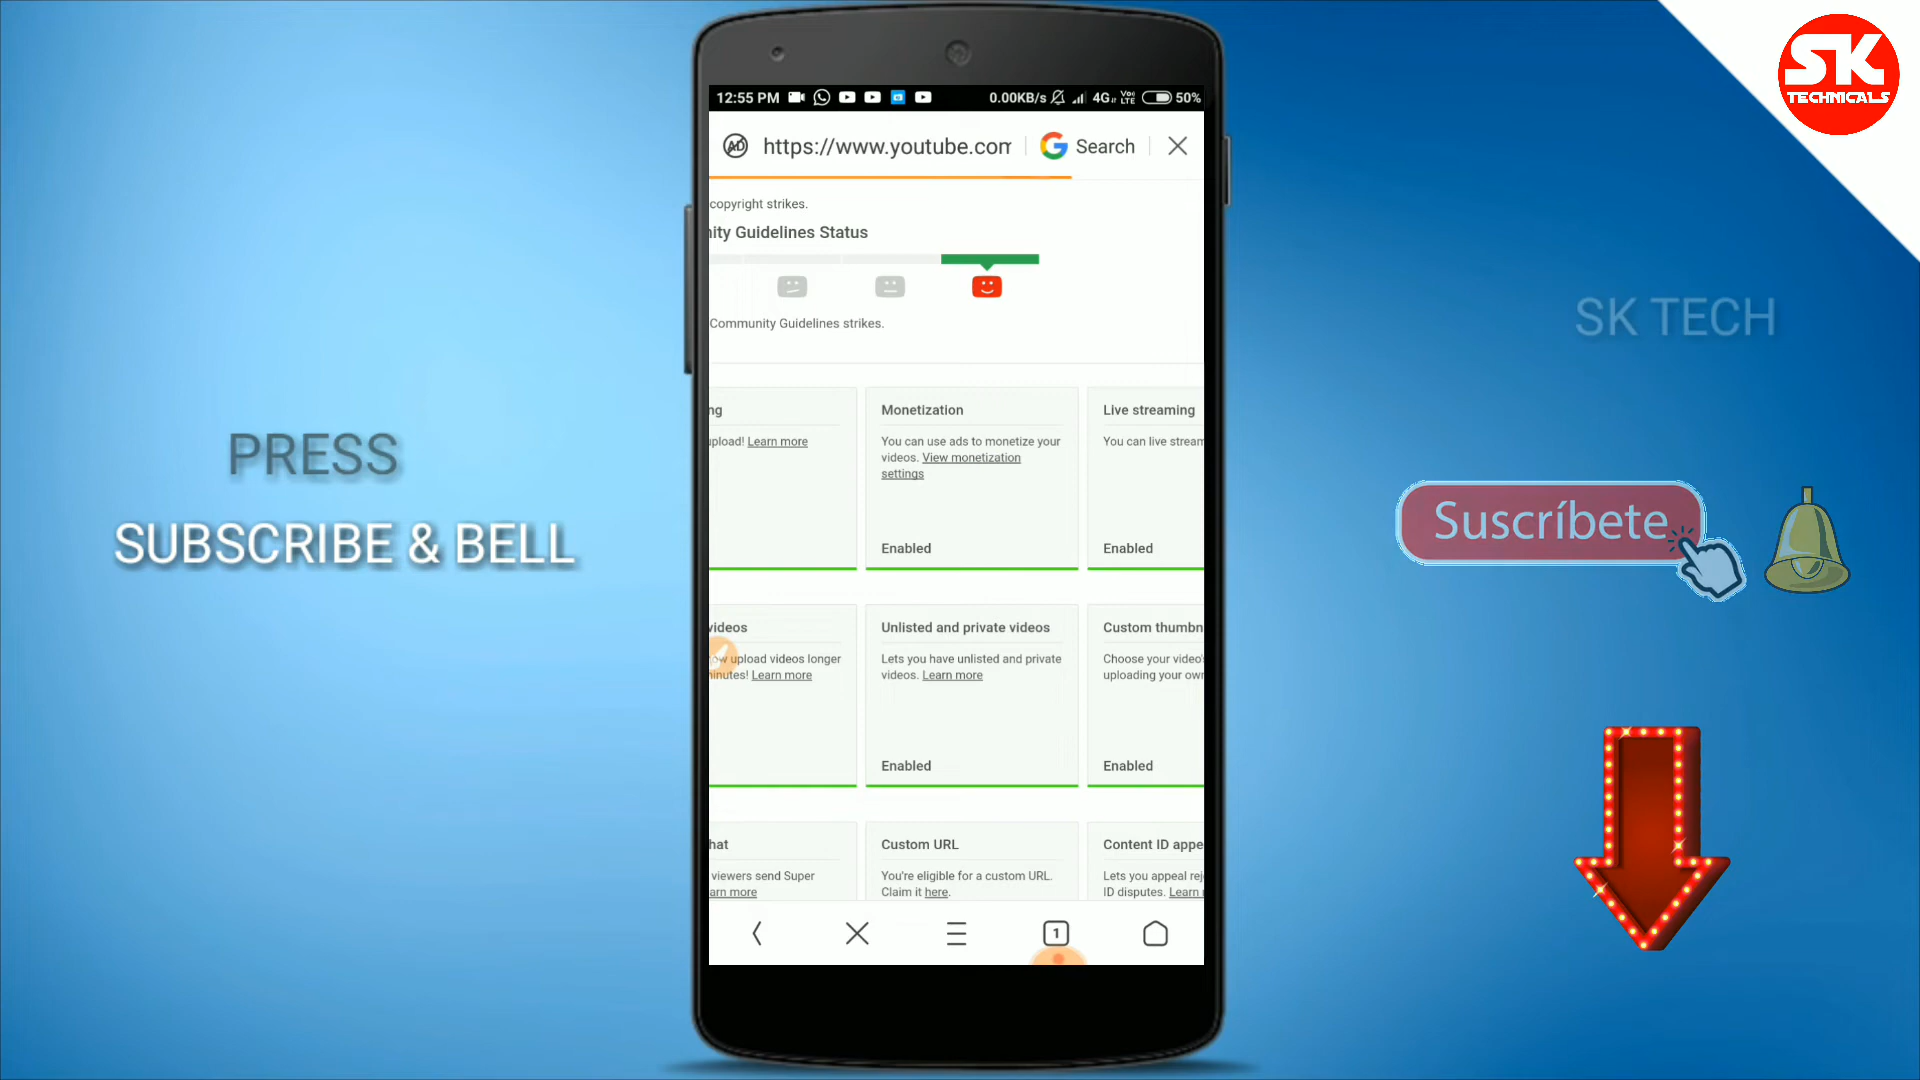 SK
TECHNICALS
12:55 PM
0.00KB/s
4G
Vo
LTE
50%
AD
https://www.youtube.com
G Search
copyright strikes.
ity Guidelines Status
Community Guidelines strikes.
SK TECH
PRESS
SUBSCRIBE & BELL
Suscríbete
ng
upload! Learn more
Monetization
You can use ads to monetize your
videos. View monetization
settings
Enabled
Live streaming
You can live stream
Enabled
videos
ow upload videos longer
inutes! Learn more
Unlisted and private videos
Lets you have unlisted and private
videos. Learn more
Enabled
Custom thumbn
Choose your video's
uploading your own
Enabled
hat
viewers send Super
arn more
Custom URL
You're eligible for a custom URL.
Claim it here.
Content ID appe
Lets you appeal rej
ID disputes. Learn
1